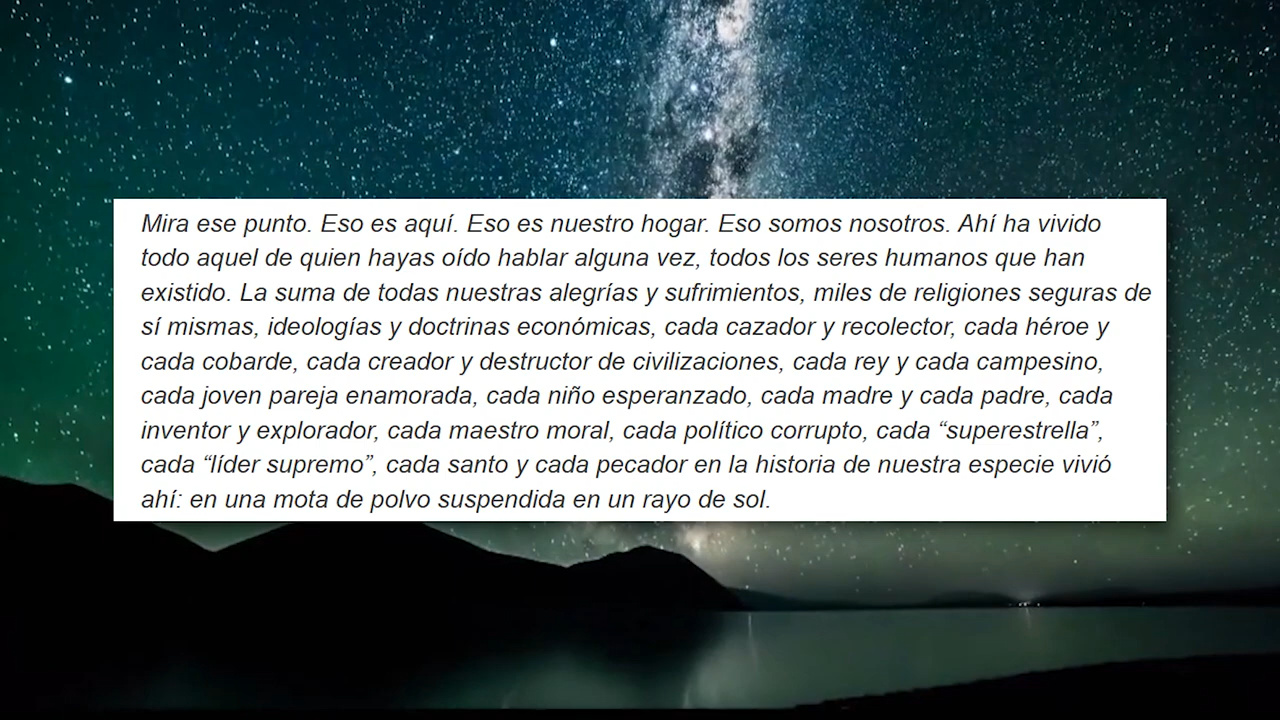 Mira ese punto. Eso es aquí. Eso es nuestro hogar. Eso somos nosotros. Ahí ha vivido
todo aquel de quien hayas oído hablar alguna vez, todos los seres humanos que han
existido. La suma de todas nuestras alegrías y sufrimientos, miles de religiones seguras de
sí mismas, ideologías y doctrinas económicas, cada cazador y recolector, cada héroe y
cada cobarde, cada creador y destructor de civilizaciones, cada rey y cada campesino,
cada joven pareja enamorada, cada niño esperanzado, cada madre y cada padre, cada
inventor y explorador, cada maestro moral, cada político corrupto, cada “superestrella”,
cada “líder supremo”, cada santo y cada pecador en la historia de nuestra especie vivió
ahí: en una mota de polvo suspendida en un rayo de sol.